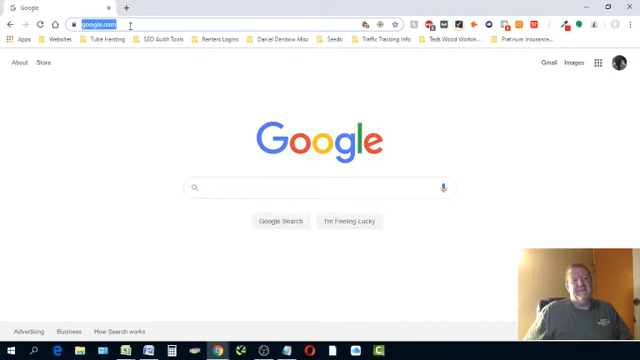 Google
google.com
Apps Websites Tube Heisting SEO Audit Tools Renters Logins Daniel Denbow Misc Seeds Traffic Tracking Info Teds Wood Working... Platinum Insurance...
About Store Gmail Images
Google
Google Search I'm Feeling Lucky
Advertising Business How Search works